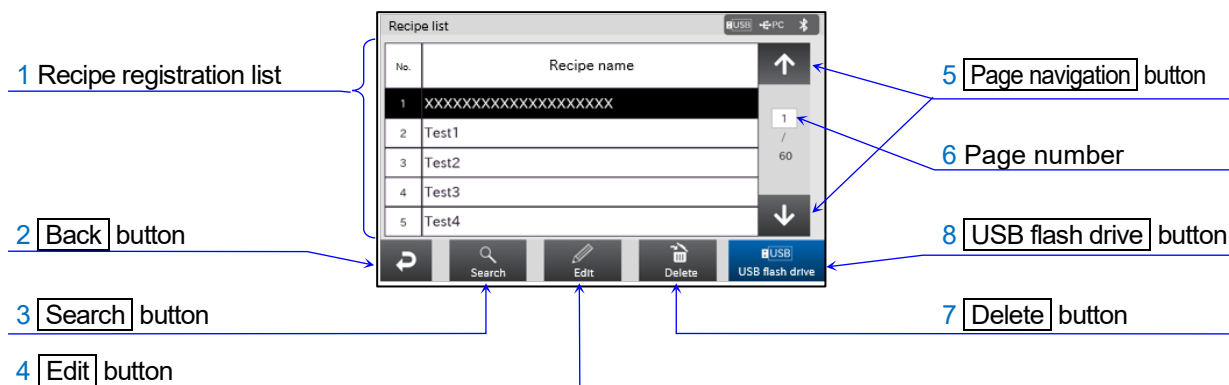 Recipe list
USB PC
No. Recipe name
1 XXXXXXXXXXXXXXXXXXXX
2 Test1
3 Test2
4 Test3
5 Test4
1
/
60
Search
Edit
Delete
USB
USB flash drive
1 Recipe registration list
2 Back button
3 Search button
4 Edit button
5 Page navigation button
6 Page number
8 USB flash drive button
7 Delete button